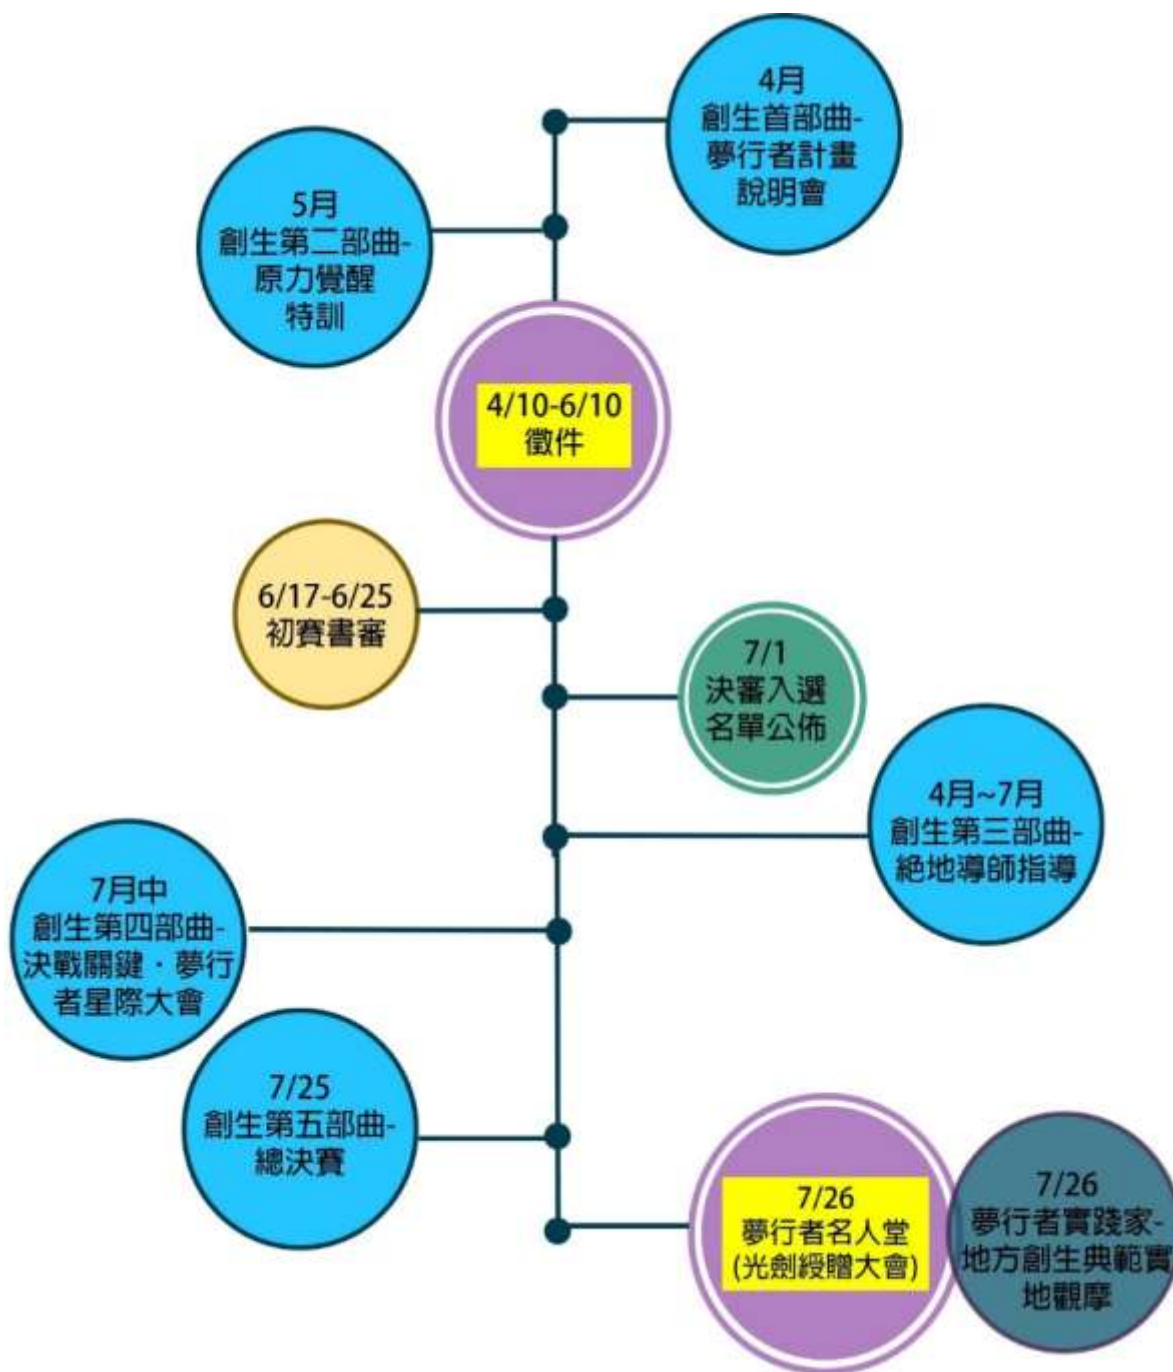 4月
創生首部曲-
夢行者計畫
說明會
5月
創生第二部曲-
原力覺醒
特訓
4/10-6/10
徵件
6/17-6/25
初賽書審
7/1
決審入選
名單公佈
4月~7月
創生第三部曲-
絕地導師指導
7月中
創生第四部曲-
決戰關鍵·夢行
者星際大會
7/25
創生第五部曲-
總決賽
7/26
夢行者名人堂
(光劍綬贈大會)
7/26
夢行者實踐家-
地方創生典範實
地觀摩